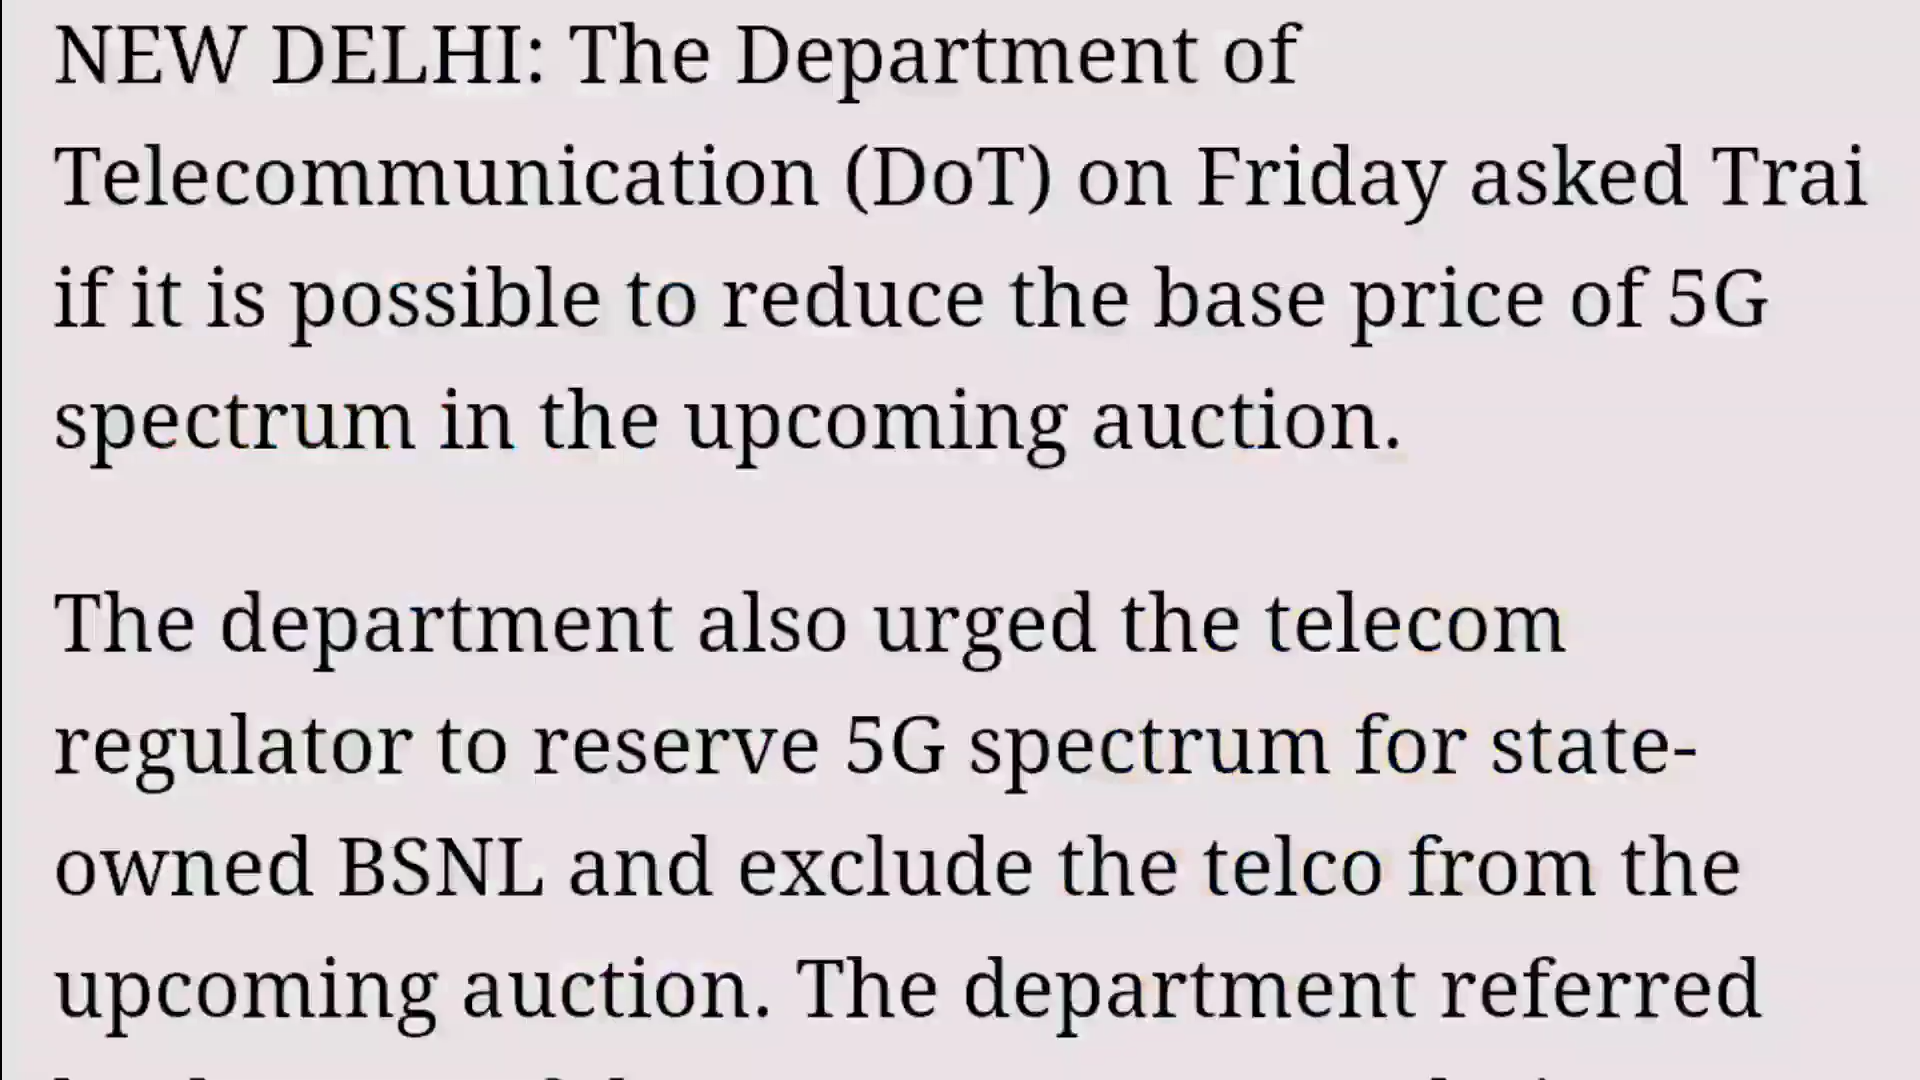 NEW DELHI: The Department of
Telecommunication (DoT) on Friday asked Trai
if it is possible to reduce the base price of 5G
spectrum in the upcoming auction.
The department also urged the telecom
regulator to reserve 5G spectrum for state-
owned BSNL and exclude the telco from the
upcoming auction. The department referred